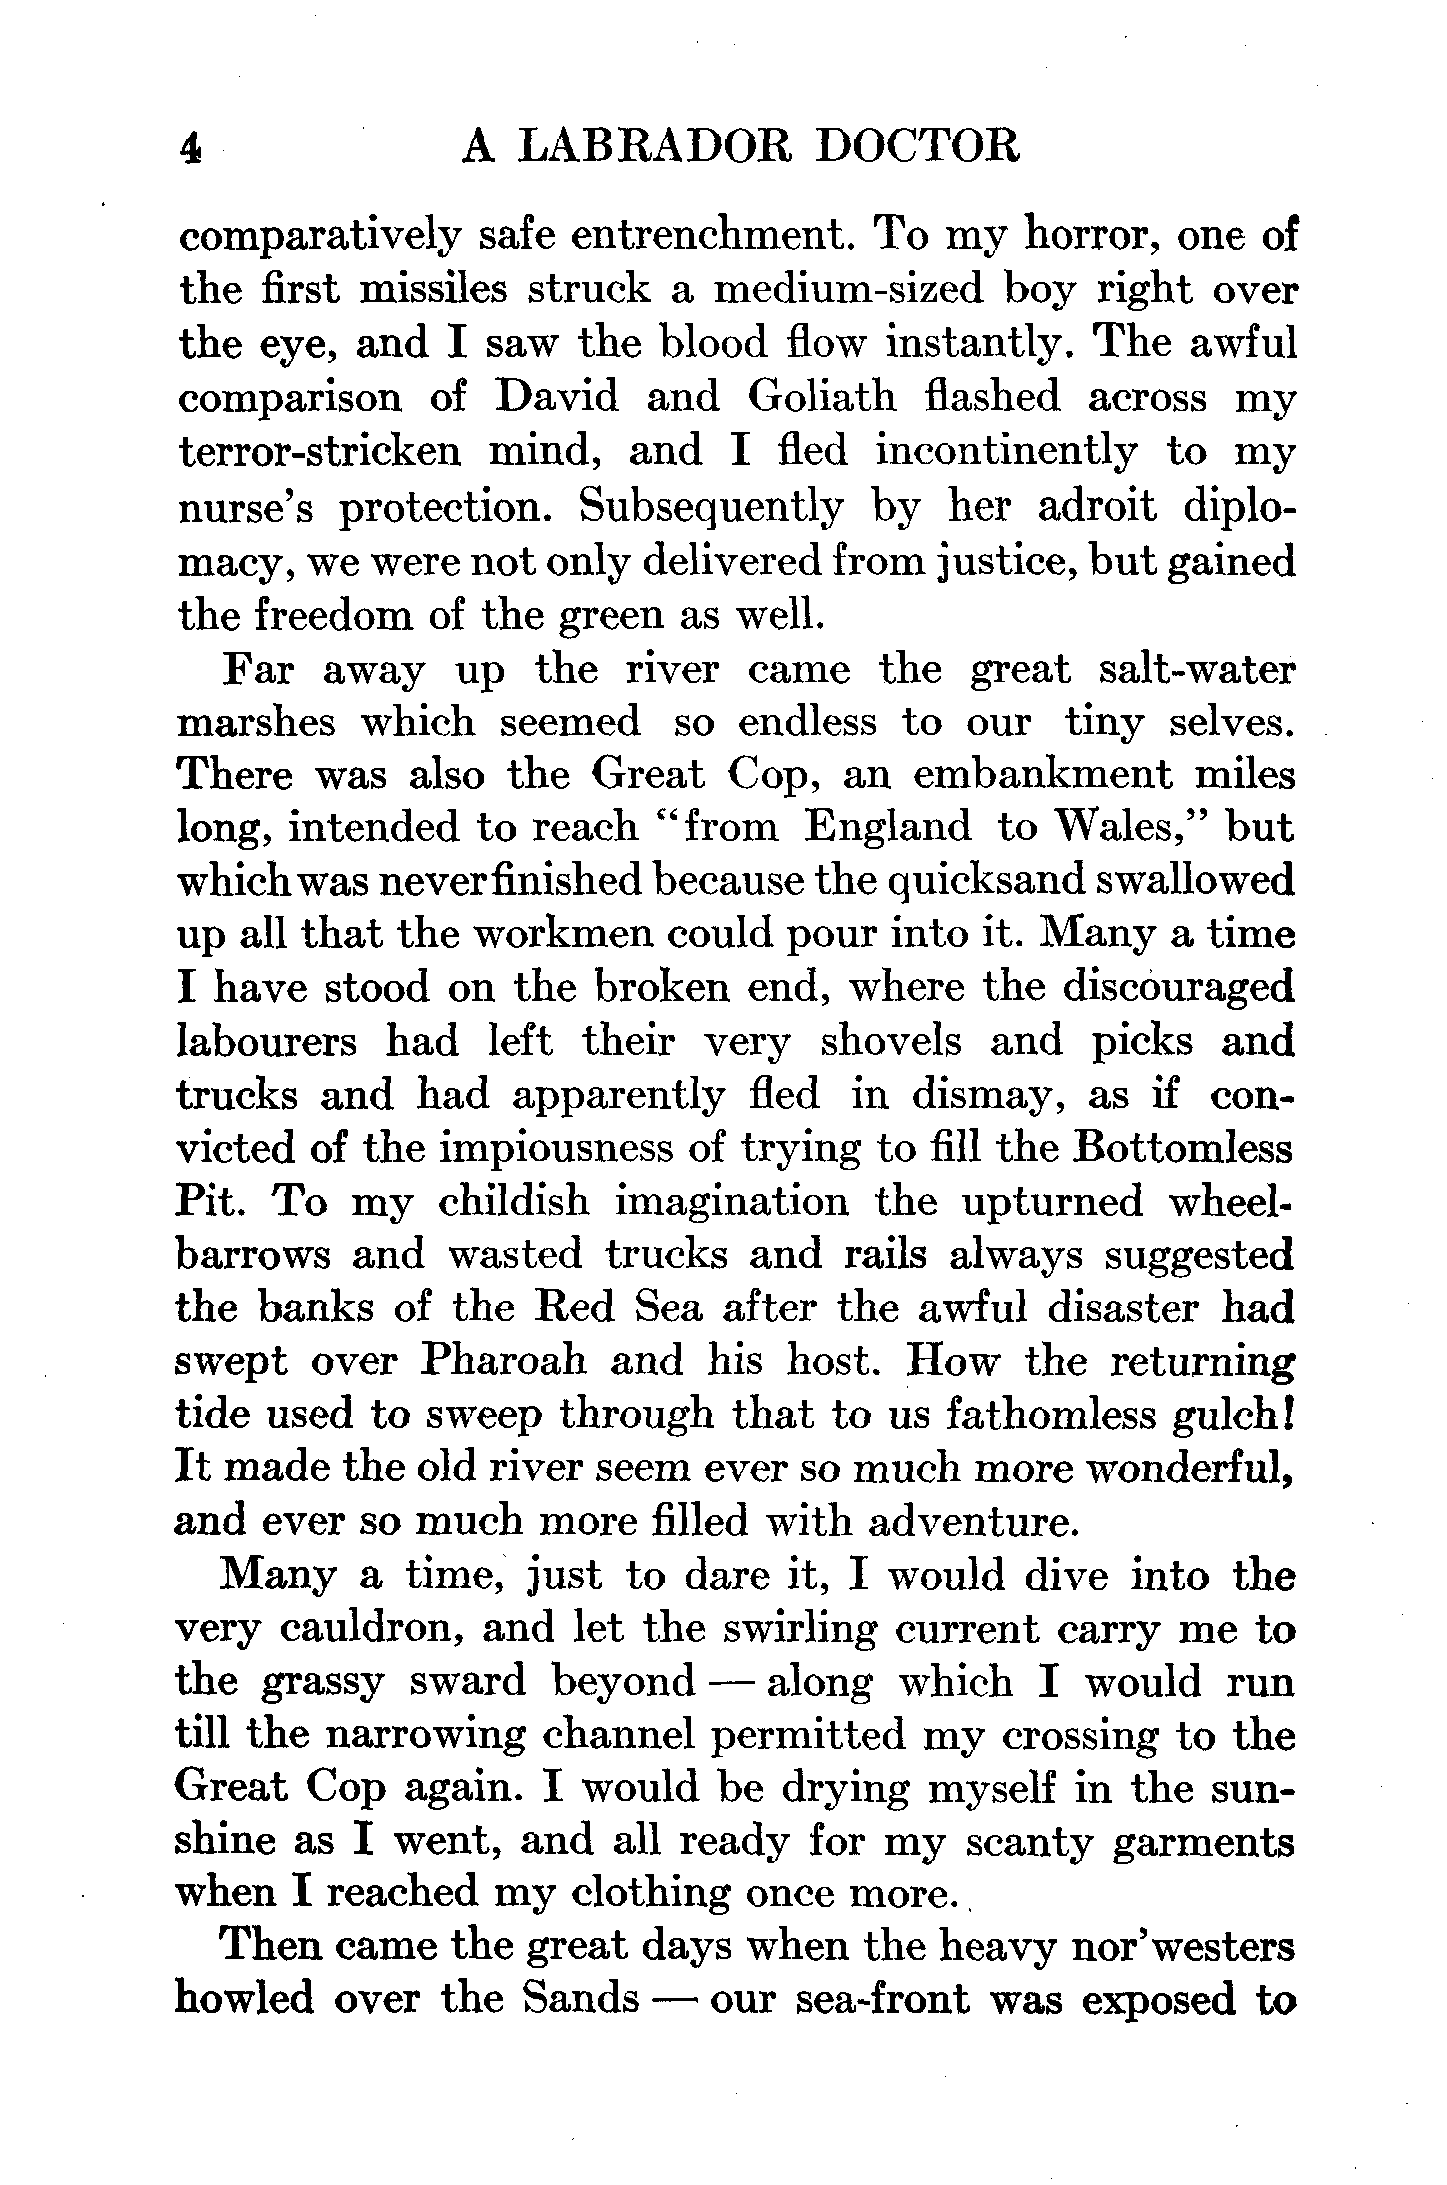 4 A LABRADOR DOCTOR
comparatively safe entrenchment. To my horror, one of
the first missiles struck a medium-sized boy right over
the eye, and I saw the blood flow instantly. The awful
comparison of David and Goliath flashed across my
terror-stricken mind, and I fled incontinently to my
nurse's protection. Subsequently by her adroit diplo-
macy, we were not only delivered from justice, but gained
the freedom of the green as well.
Far away up the river came the great salt-water
marshes which seemed so endless to our tiny selves.
There was also the Great Cop, an embankment miles
long, intended to reach "from England to Wales," but
which was never finished because the quicksand swallowed
up all that the workmen could pour into it. Many a time
I have stood on the broken end, where the discouraged
labourers had left their very shovels and picks and
trucks and had apparently fled in dismay, as if con-
victed of the impiousness of trying to fill the Bottomless
Pit. To my childish imagination the upturned wheel-
barrows and wasted trucks and rails always suggested
the banks of the Red Sea after the awful disaster had
swept over Pharoah and his host. How the returning
tide used to sweep through that to us fathomless gulch!
It made the old river seem ever so much more wonderful,
and ever so much more filled with adventure.
Many a time, just to dare it, I would dive into the
very cauldron, and let the swirling current carry me to
the grassy sward beyond — along which I would run
till the narrowing channel permitted my crossing to the
Great Cop again. I would be drying myself in the sun-
shine as I went, and all ready for my scanty garments
when I reached my clothing once more.
Then came the great days when the heavy nor'westers
howled over the Sands — our sea-front was exposed to